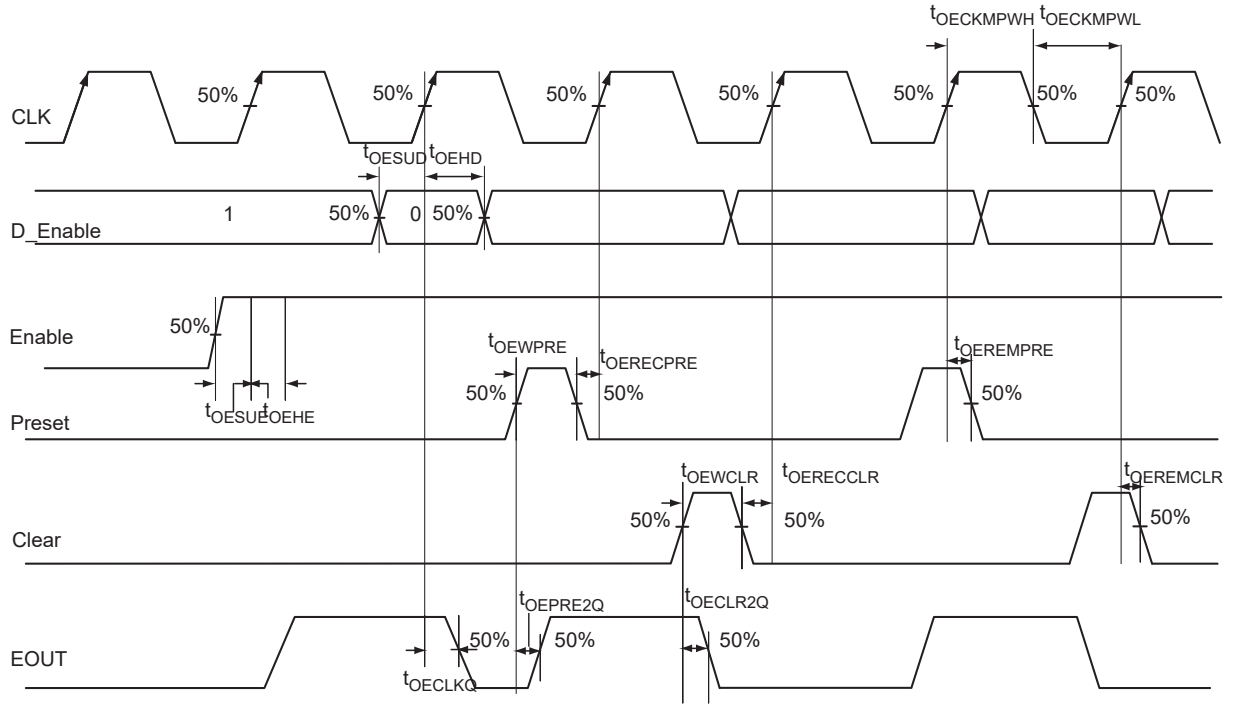 tOECKMPWH tOECKMPWL
CLK
50%
50%
50%
50%
50%
50%
50%
tOESUD tOEHD
D_Enable
1
50%
0
50%
Enable
50%
tOESUE tOEHE
tOEWPRE
tOERECPRE
tOEREMPRE
Preset
50%
50%
50%
tOEWCLR
tOERECCLR
tOEREMCLR
Clear
50%
50%
50%
tOEPRE2Q
tOECLR2Q
EOUT
50%
50%
50%
tOECLKQ